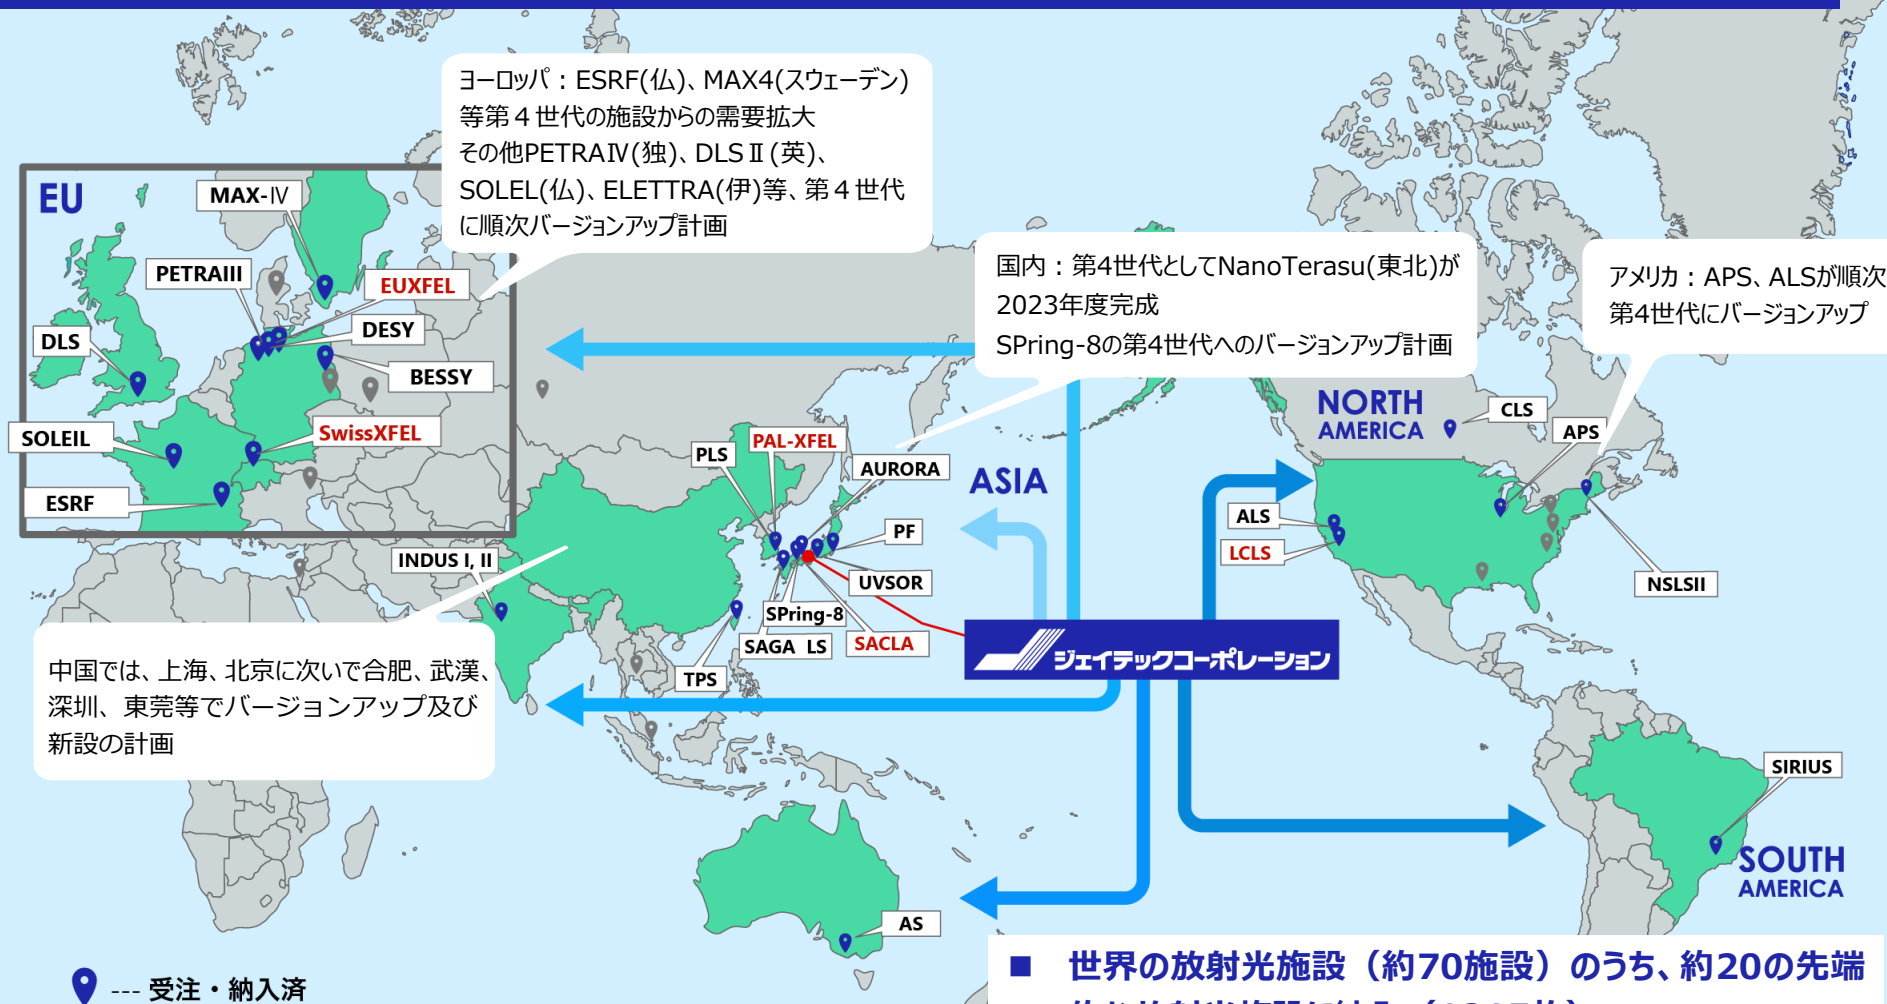 ヨーロッパ：ESRF(仏)、MAX4(スウェーデン)
等第４世代の施設からの需要拡大
その他PETRAⅣ(独)、DLSⅡ(英)、
SOLEL(仏)、ELETTRA(伊)等、第４世代
に順次バージョンアップ計画
EU
MAX-Ⅳ
PETRAIII
EUXFEL
DESY
DLS
BESSY
SOLEIL
SwissXFEL
ESRF
国内：第4世代としてNanoTerasu(東北)が
2023年度完成
SPring-8の第4世代へのバージョンアップ計画
アメリカ：APS、ALSが順次
第4世代にバージョンアップ
NORTH
AMERICA
CLS
APS
ALS
LCLS
NSLSII
PLS
PAL-XFEL
AURORA
ASIA
PF
INDUS I, II
UVSOR
SPring-8
SAGA LS
SACLA
TPS
ジェイテックコーポレーション
中国では、上海、北京に次いで合肥、武漢、
深圳、東莞等でバージョンアップ及び
新設の計画
SIRIUS
SOUTH
AMERICA
AS
--- 受注・納入済
■ 世界の放射光施設（約70施設）のうち、約20の先端